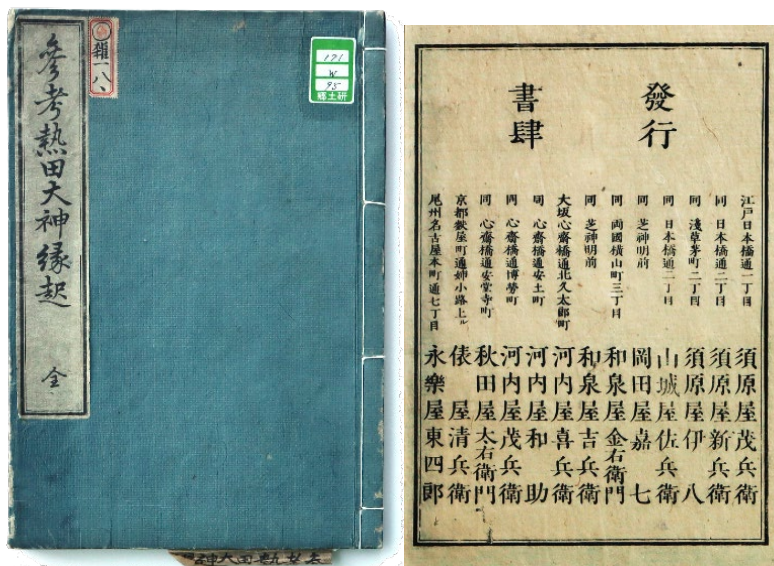 參考熱田大神縁起
全
雜一八、
171
W
95
郷土研
發行
書肆
江戸日本橋通一丁目 須原屋茂兵衛
同 日本橋通二丁目 須原屋新兵衛
同 淺草茅町二丁目 須原屋伊八
同 日本橋通二丁目 山城屋佐兵衛
同 芝神明前 岡田屋嘉七
同 両國横山町三丁目 和泉屋金右衛門
同 芝神明前 和泉屋吉兵衛
大坂心齋橋通北久太郎町 河内屋喜兵衛
同 心齋橋通安土町 河内屋和助
同 心齋橋通博勞町 河内屋茂兵衛
同 心齋橋通安堂寺町 秋田屋太右衛門
京都 屋町通姉小路上ル 俵屋清兵衛
尾州名古屋本町通七丁目 永樂屋東四郎